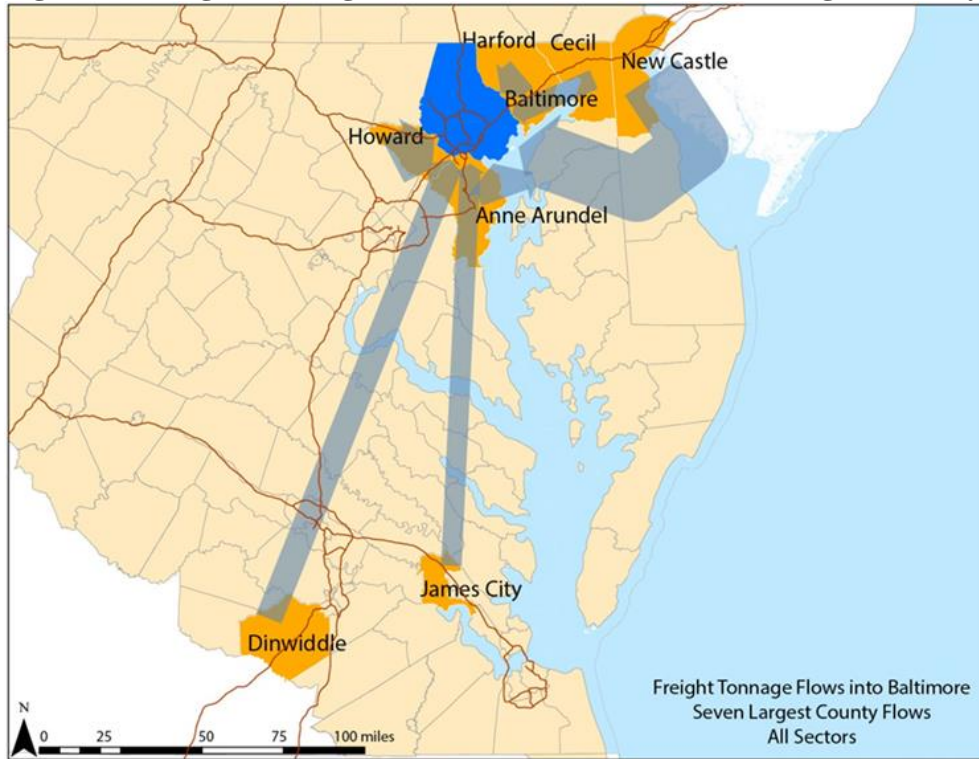 Harford
Cecil
New Castle
Baltimore
Howard
Anne Arundel
James City
Dinwiddle
N
0 25 50 75 100 miles
Freight Tonnage Flows into Baltimore
Seven Largest County Flows
All Sectors